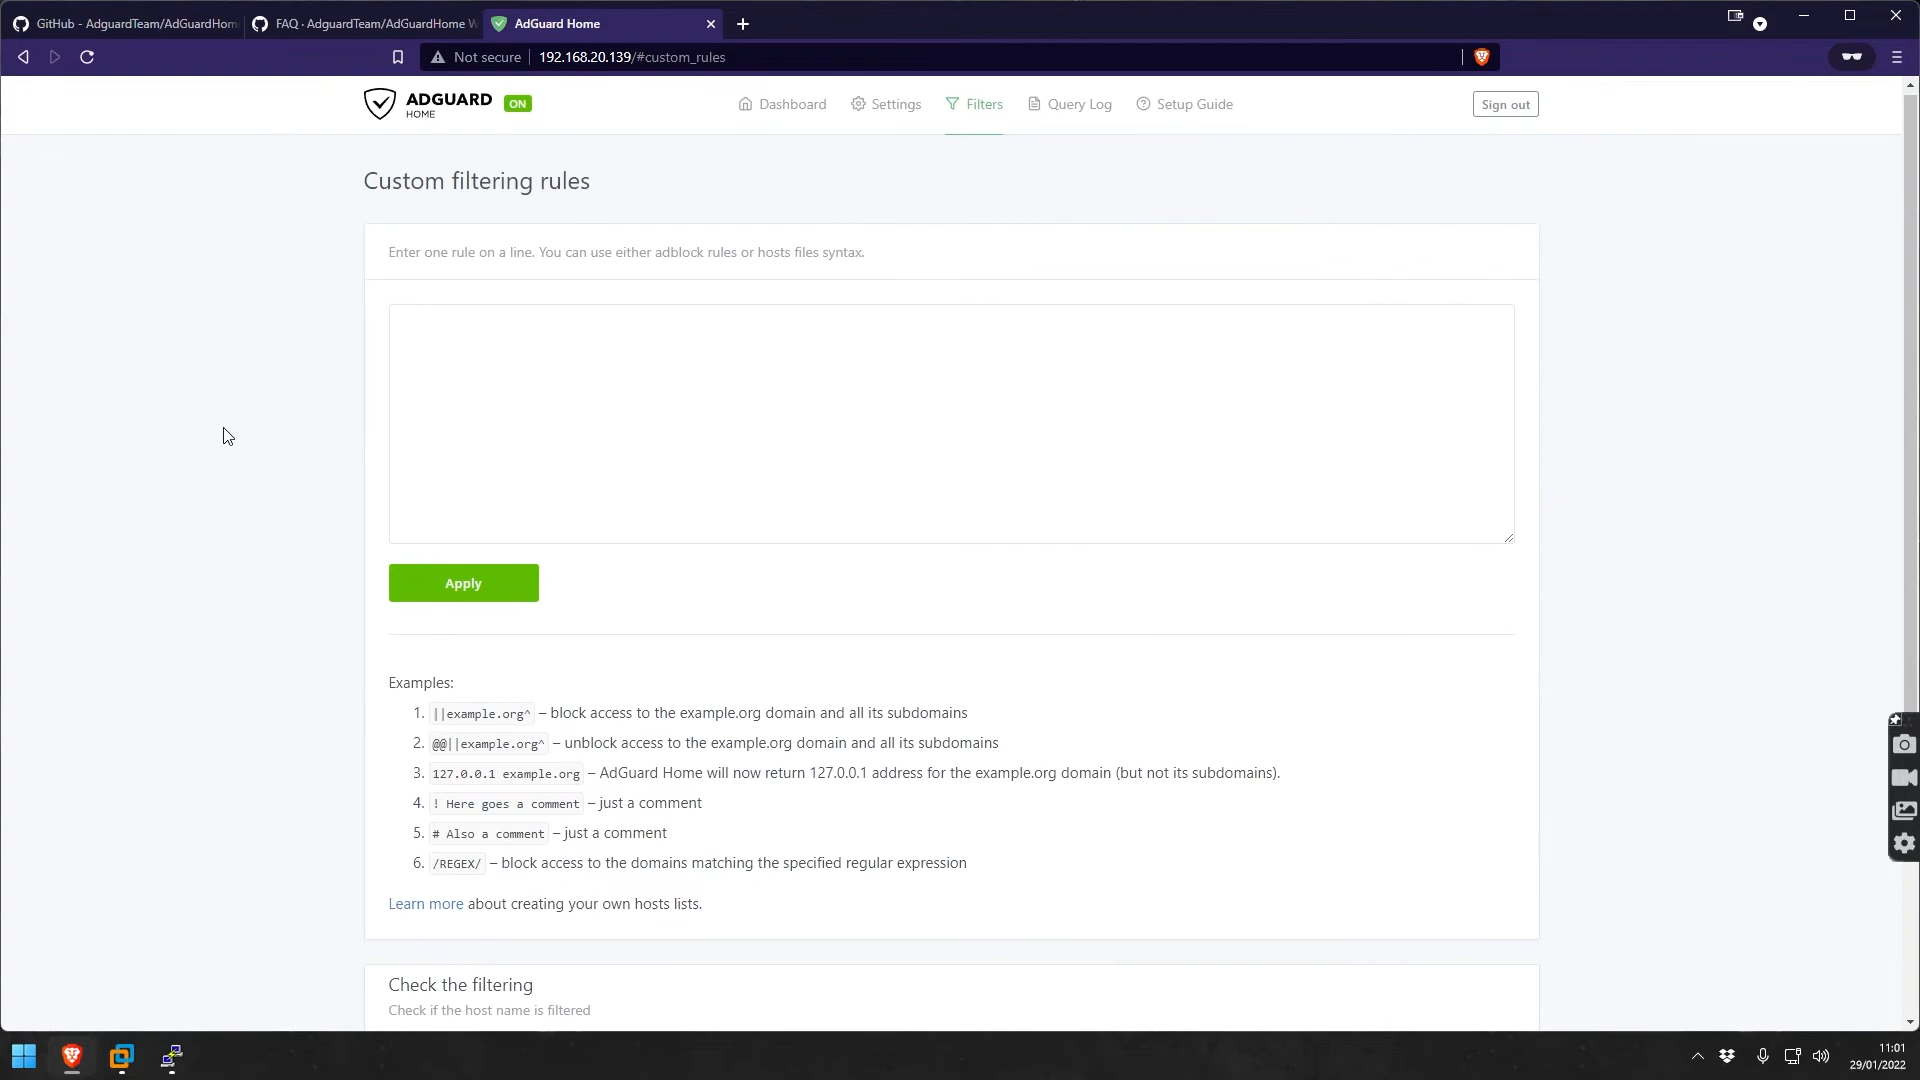 GitHub - AdguardTeam/AdGuardHom
FAQ · AdguardTeam/AdGuardHome W
AdGuard Home
Not secure
192.168.20.139/#custom_rules
ADGUARD
HOME
ON
Dashboard
Settings
Filters
Query Log
Setup Guide
Sign out
Custom filtering rules
Enter one rule on a line. You can use either adblock rules or hosts files syntax.
Apply
Examples:
1. ||example.org^ – block access to the example.org domain and all its subdomains
2. @@||example.org^ – unblock access to the example.org domain and all its subdomains
3. 127.0.0.1 example.org – AdGuard Home will now return 127.0.0.1 address for the example.org domain (but not its subdomains).
4. ! Here goes a comment – just a comment
5. # Also a comment – just a comment
6. /REGEX/ – block access to the domains matching the specified regular expression
Learn more about creating your own hosts lists.
Check the filtering
Check if the host name is filtered
11:01
29/01/2022